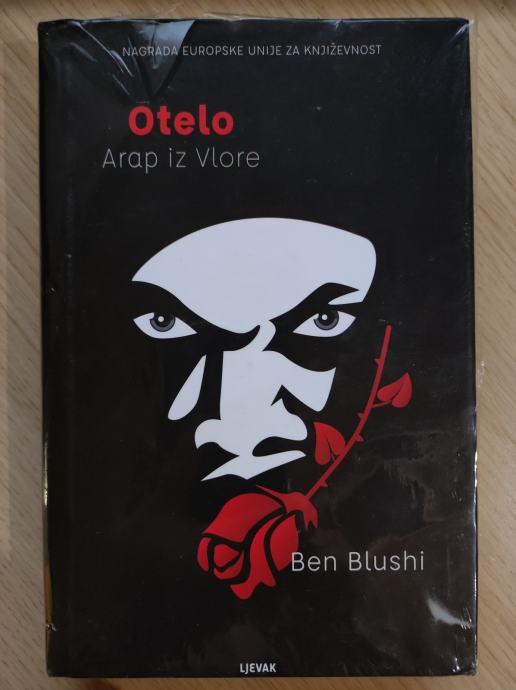 NAGRADA EUROPSKE UNIJE ZA KNJIŽEVNOST
Otelo
Arap iz Vlore
Ben Blushi
LJEVAK